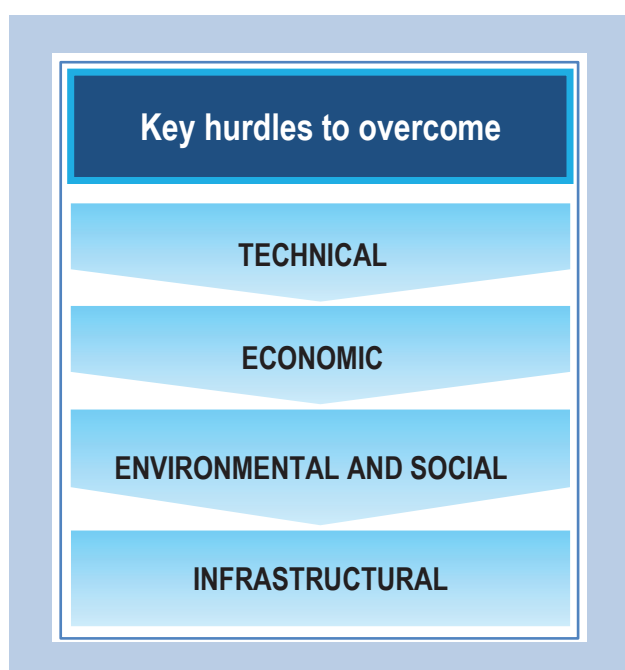 Key hurdles to overcome
TECHNICAL
ECONOMIC
ENVIRONMENTAL AND SOCIAL
INFRASTRUCTURAL